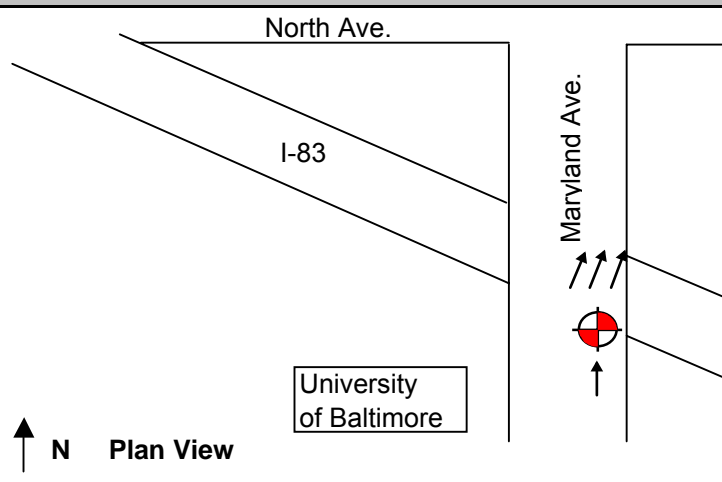 North Ave.
Maryland Ave.
I-83
University
of Baltimore
N Plan View